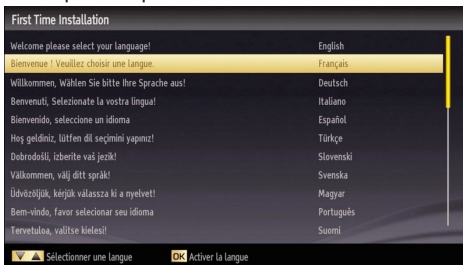 First Time Installation
Welcome please select your language! English
Bienvenue ! Veuillez choisir une langue. Français
Willkommen, Wählen Sie bitte Ihre Sprache aus! Deutsch
Benvenuti, Selezionate la vostra lingua! Italiano
Bienvenido, seleccione un idioma Español
Hoş geldiniz, lütfen dil seçimini yapınız! Türkçe
Dobrodošli, izberite vaš jezik! Slovenski
Välkommen, välj ditt språk! Svenska
Üdvözöljük, kérjük válassza ki a nyelvet! Magyar
Bem-vindo, favor selecionar seu idioma Português
Tervetuloa, valitse kielesi! Suomi
Sélectionner une langue OK Activer la langue